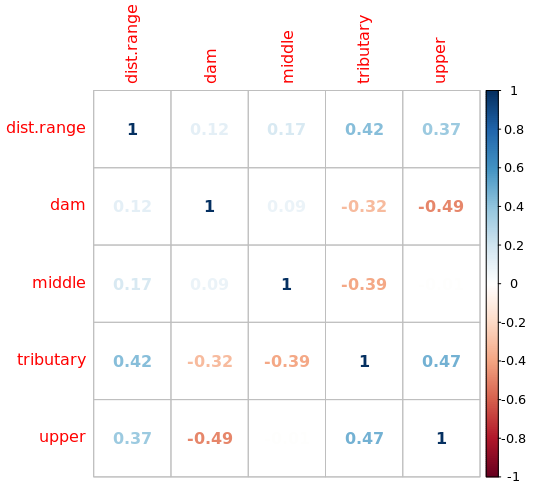 dist.range dam middle tributary upper
dist.range 1 0.12 0.17 0.42 0.37
dam 0.12 1 0.09 -0.32 -0.49
middle 0.17 0.09 1 -0.39
tributary 0.42 -0.32 -0.39 1 0.47
upper 0.37 -0.49 0.47 1
1
0.8
0.6
0.4
0.2
0
-0.2
-0.4
-0.6
-0.8
-1